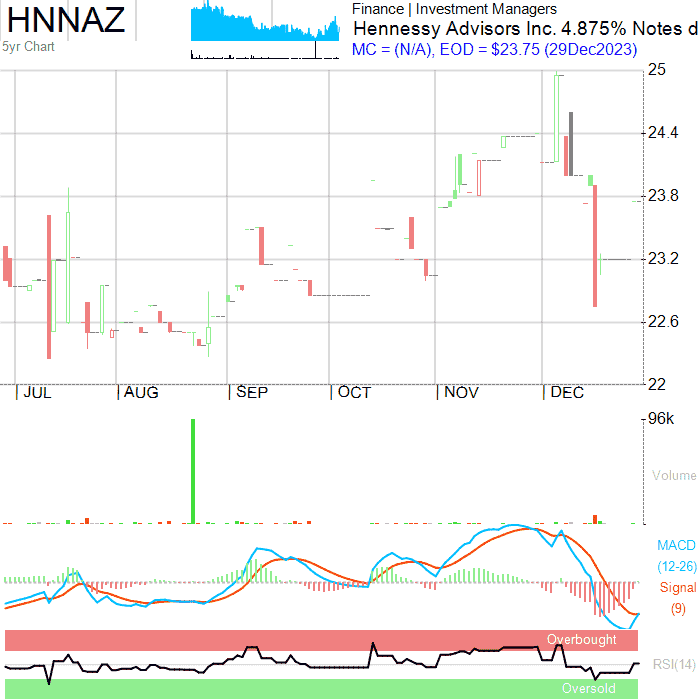 HNNAZ
5yr Chart
Finance | Investment Managers
Hennessy Advisors Inc. 4.875% Notes d
MC = (N/A), EOD = $23.75 (29Dec2023)
25
24.4
23.8
23.2
22.6
22
JUL AUG SEP OCT NOV DEC
96k
Volume
MACD
(12-26)
Signal
(9)
Overbought
RSI(14)
Oversold